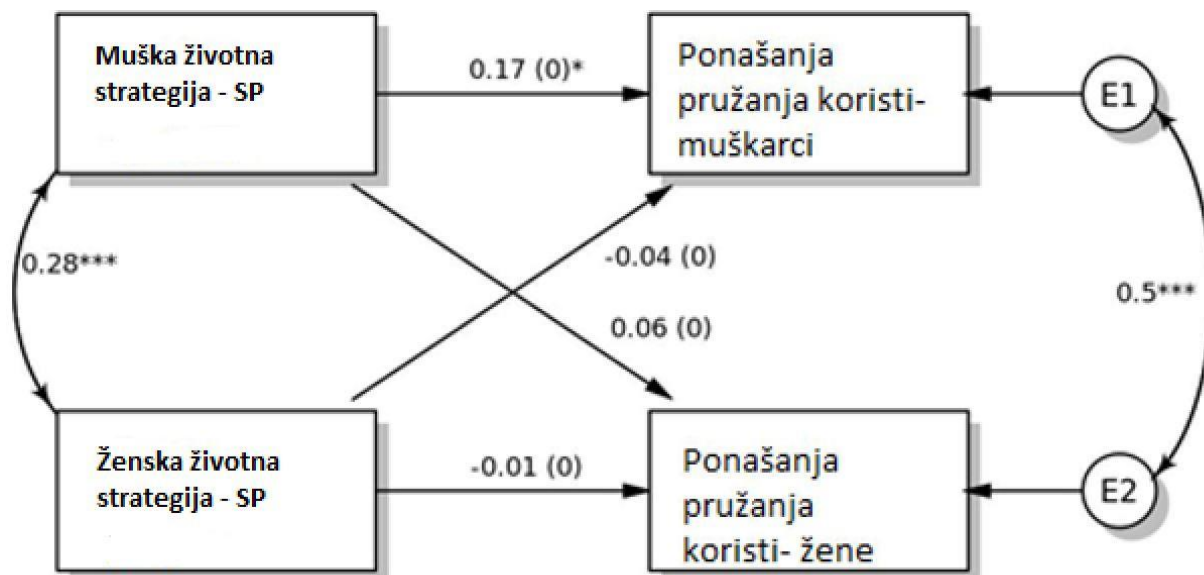 Muška životna
strategija - SP
0.17 (0)*
Ponašanja
pružanja koristi-
muškarci
E1
0.28***
-0.04 (0)
0.06 (0)
0.5***
Ženska životna
strategija - SP
-0.01 (0)
Ponašanja
pružanja
koristi- žene
E2